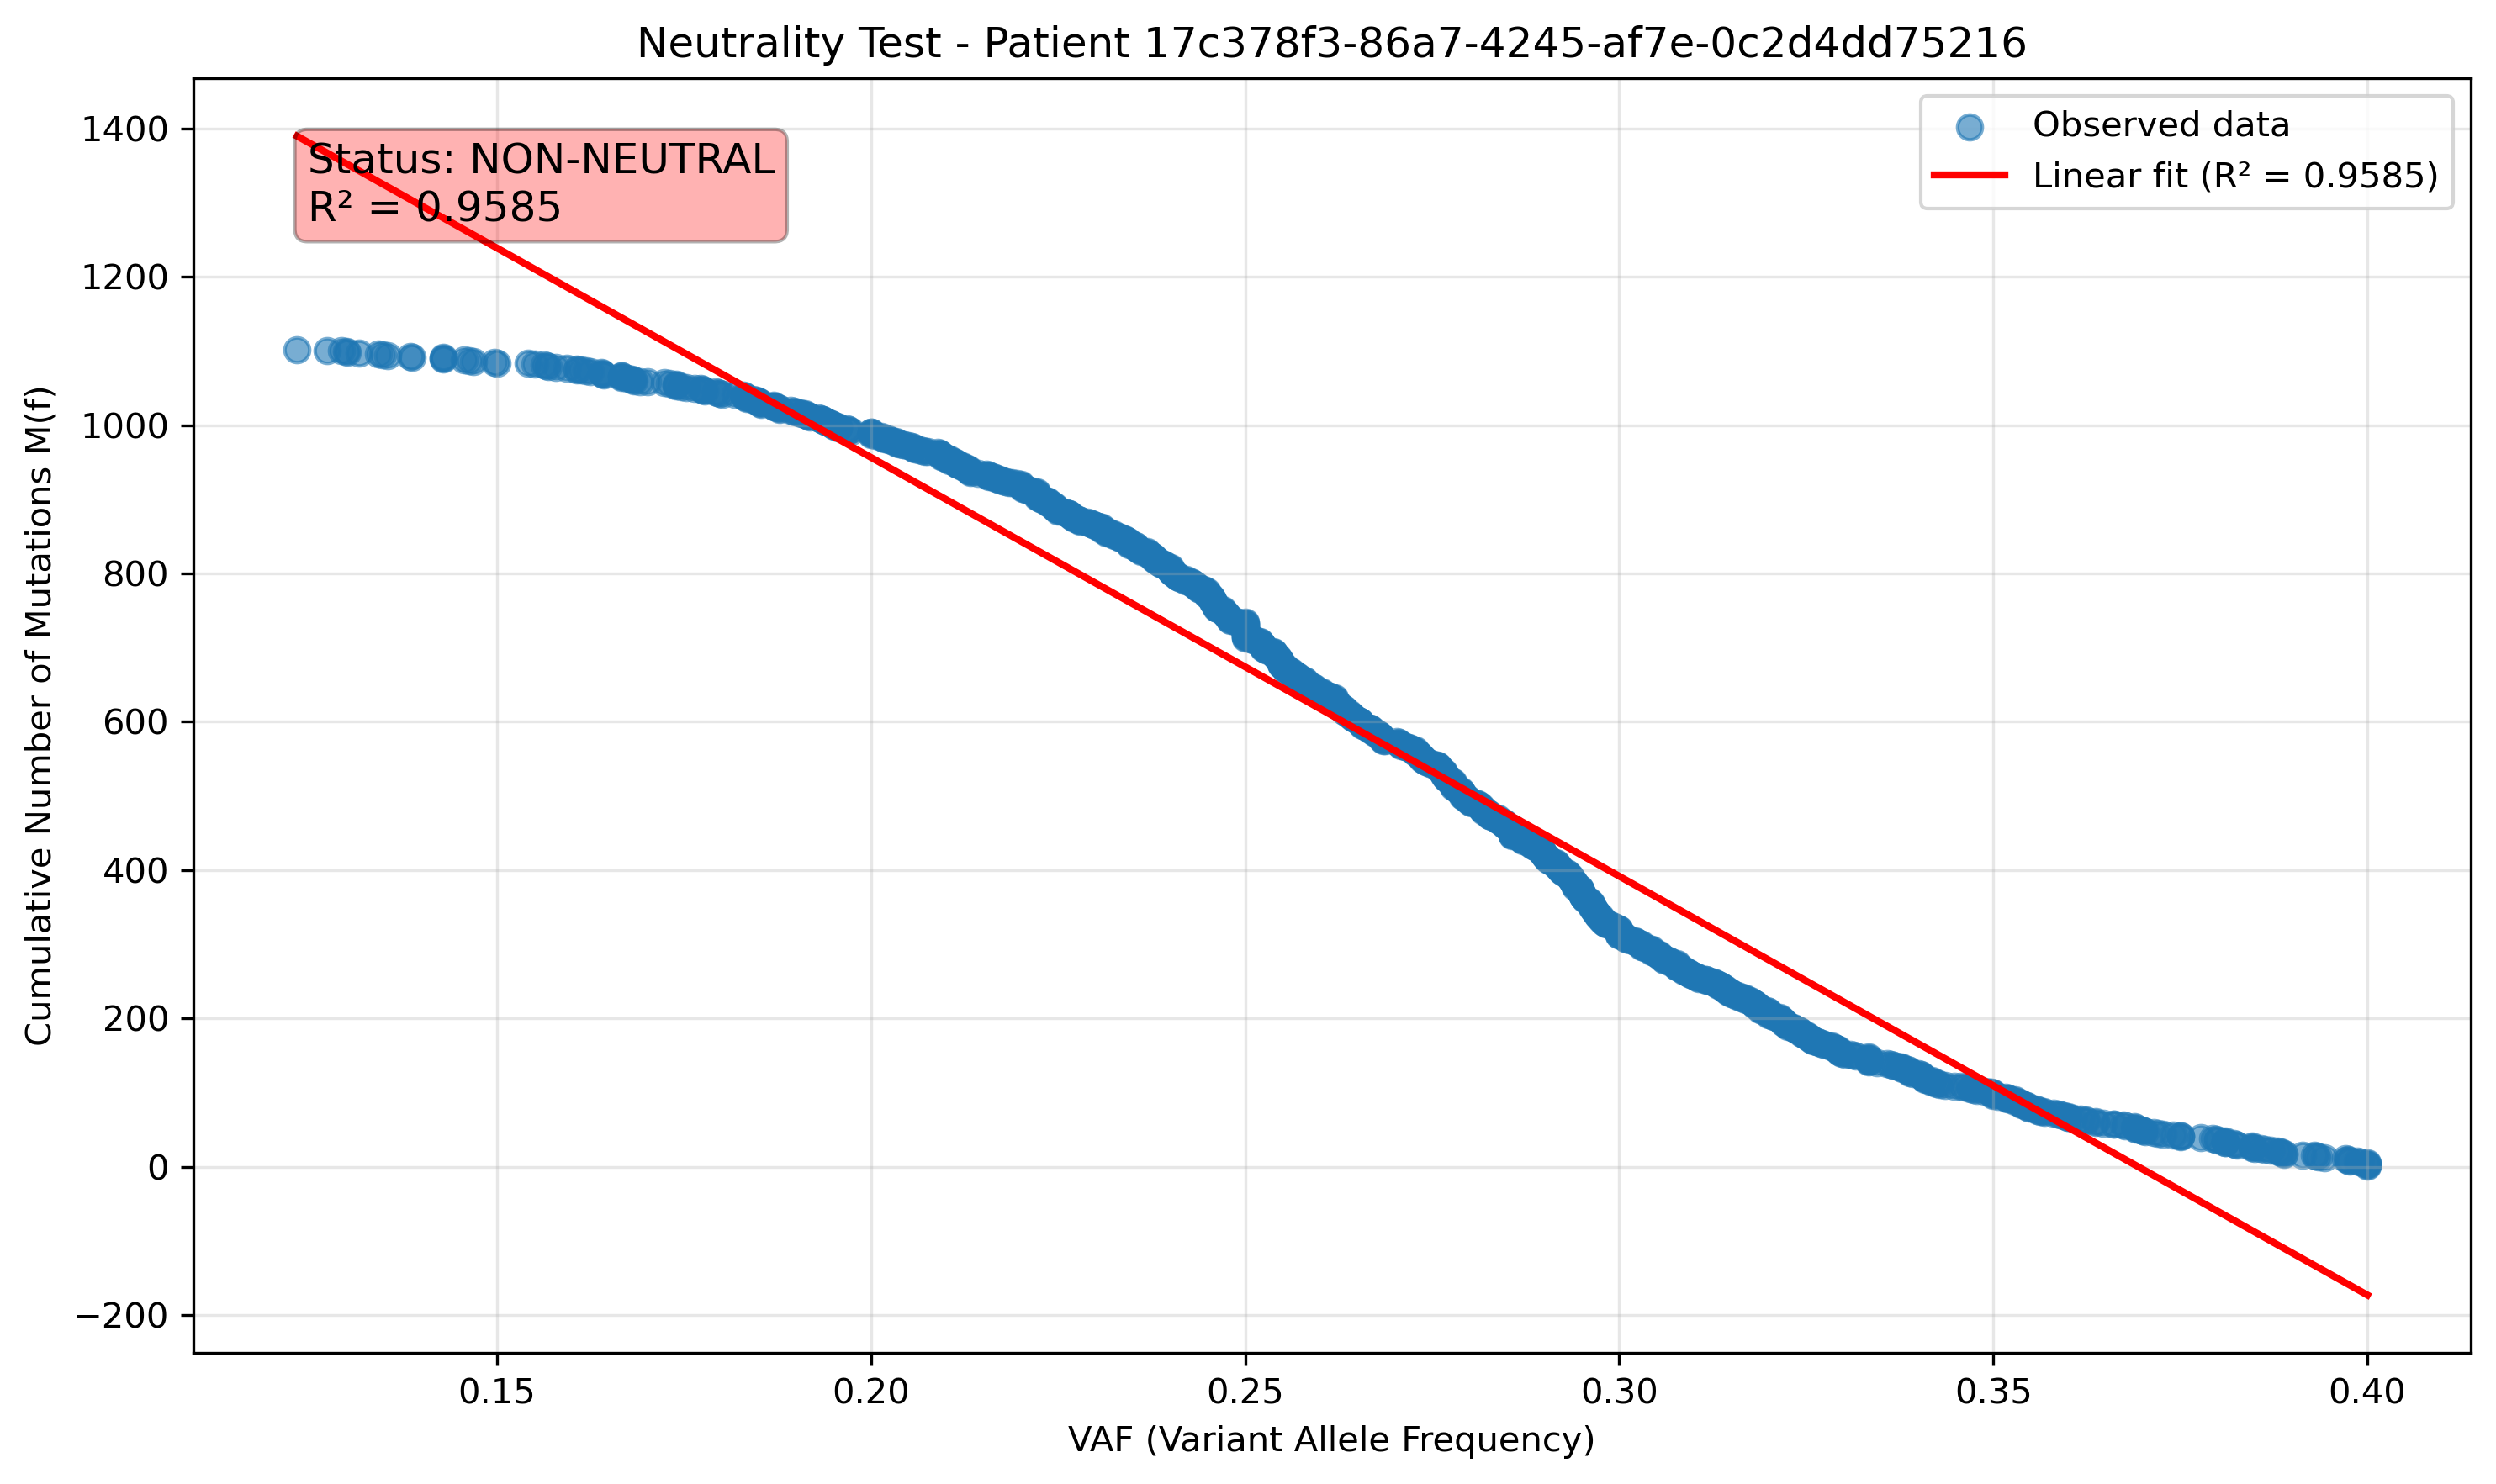 Neutrality Test - Patient 17c378f3-86a7-4245-af7e-0c2d4dd75216
Status: NON-NEUTRAL
R² = 0.9585
Observed data
Linear fit (R² = 0.9585)
Cumulative Number of Mutations M(f)
1400
1200
1000
800
600
400
200
0
−200
0.15
0.20
0.25
0.30
0.35
0.40
VAF (Variant Allele Frequency)